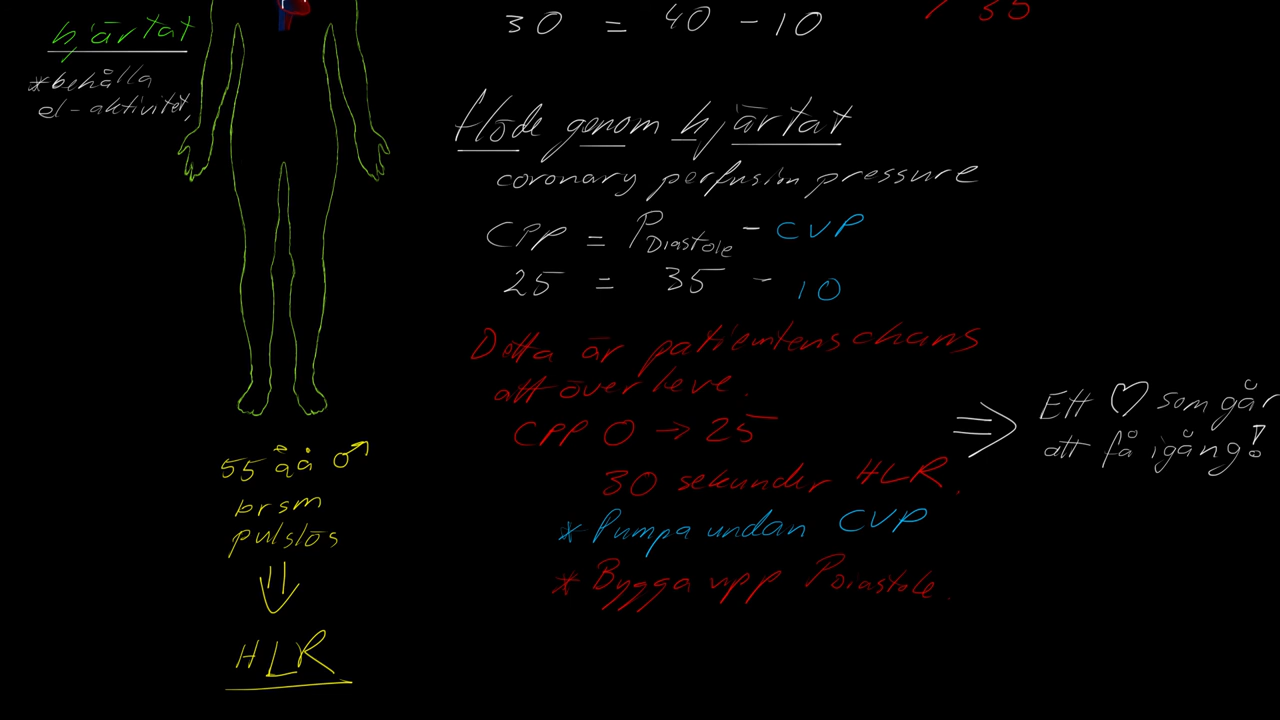 hjärtat
*behålla
el-aktivitet,
30 = 40 - 10
/ 35
Flöde genom hjärtat
coronary perfusion pressure
CPP = PDiastole - CVP
25 = 35 - 10
Detta är patientens chans
att överleve.
CPP 0 → 25
30 sekunder HLR.
* Pumpa undan CVP
* Bygga upp PDiastole.
⇒ Ett ♡ som går
att få igång!
55 åå ♂
brsm
pulslös
⇓
HLR